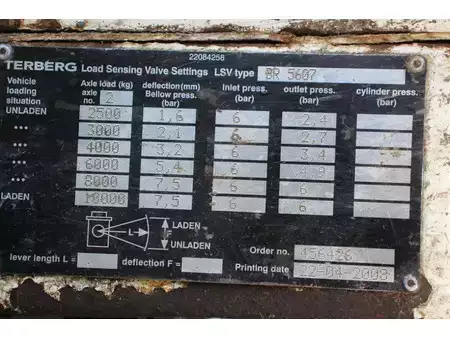 22084258
TERBERG Load Sensing Valve Settings LSV type BR 5607
Vehicle loading situation Axle load (kg) axle no. 2 deflection(mm) Bellow press. (bar) Inlet press. (bar) outlet press. (bar) cylinder press. (bar)
UNLADEN 2500 1,6 6 2,4
••• 3000 2,1 6 2,7
••• 4000 3,2 6 3,4
••• 6000 5,4 6 4,9
••• 8000 7,5 6 6
LADEN 10000 7,5 6 6
L LADEN
UNLADEN
lever length L = deflection F =
Order no. 456426
Printing date 22-04-2008